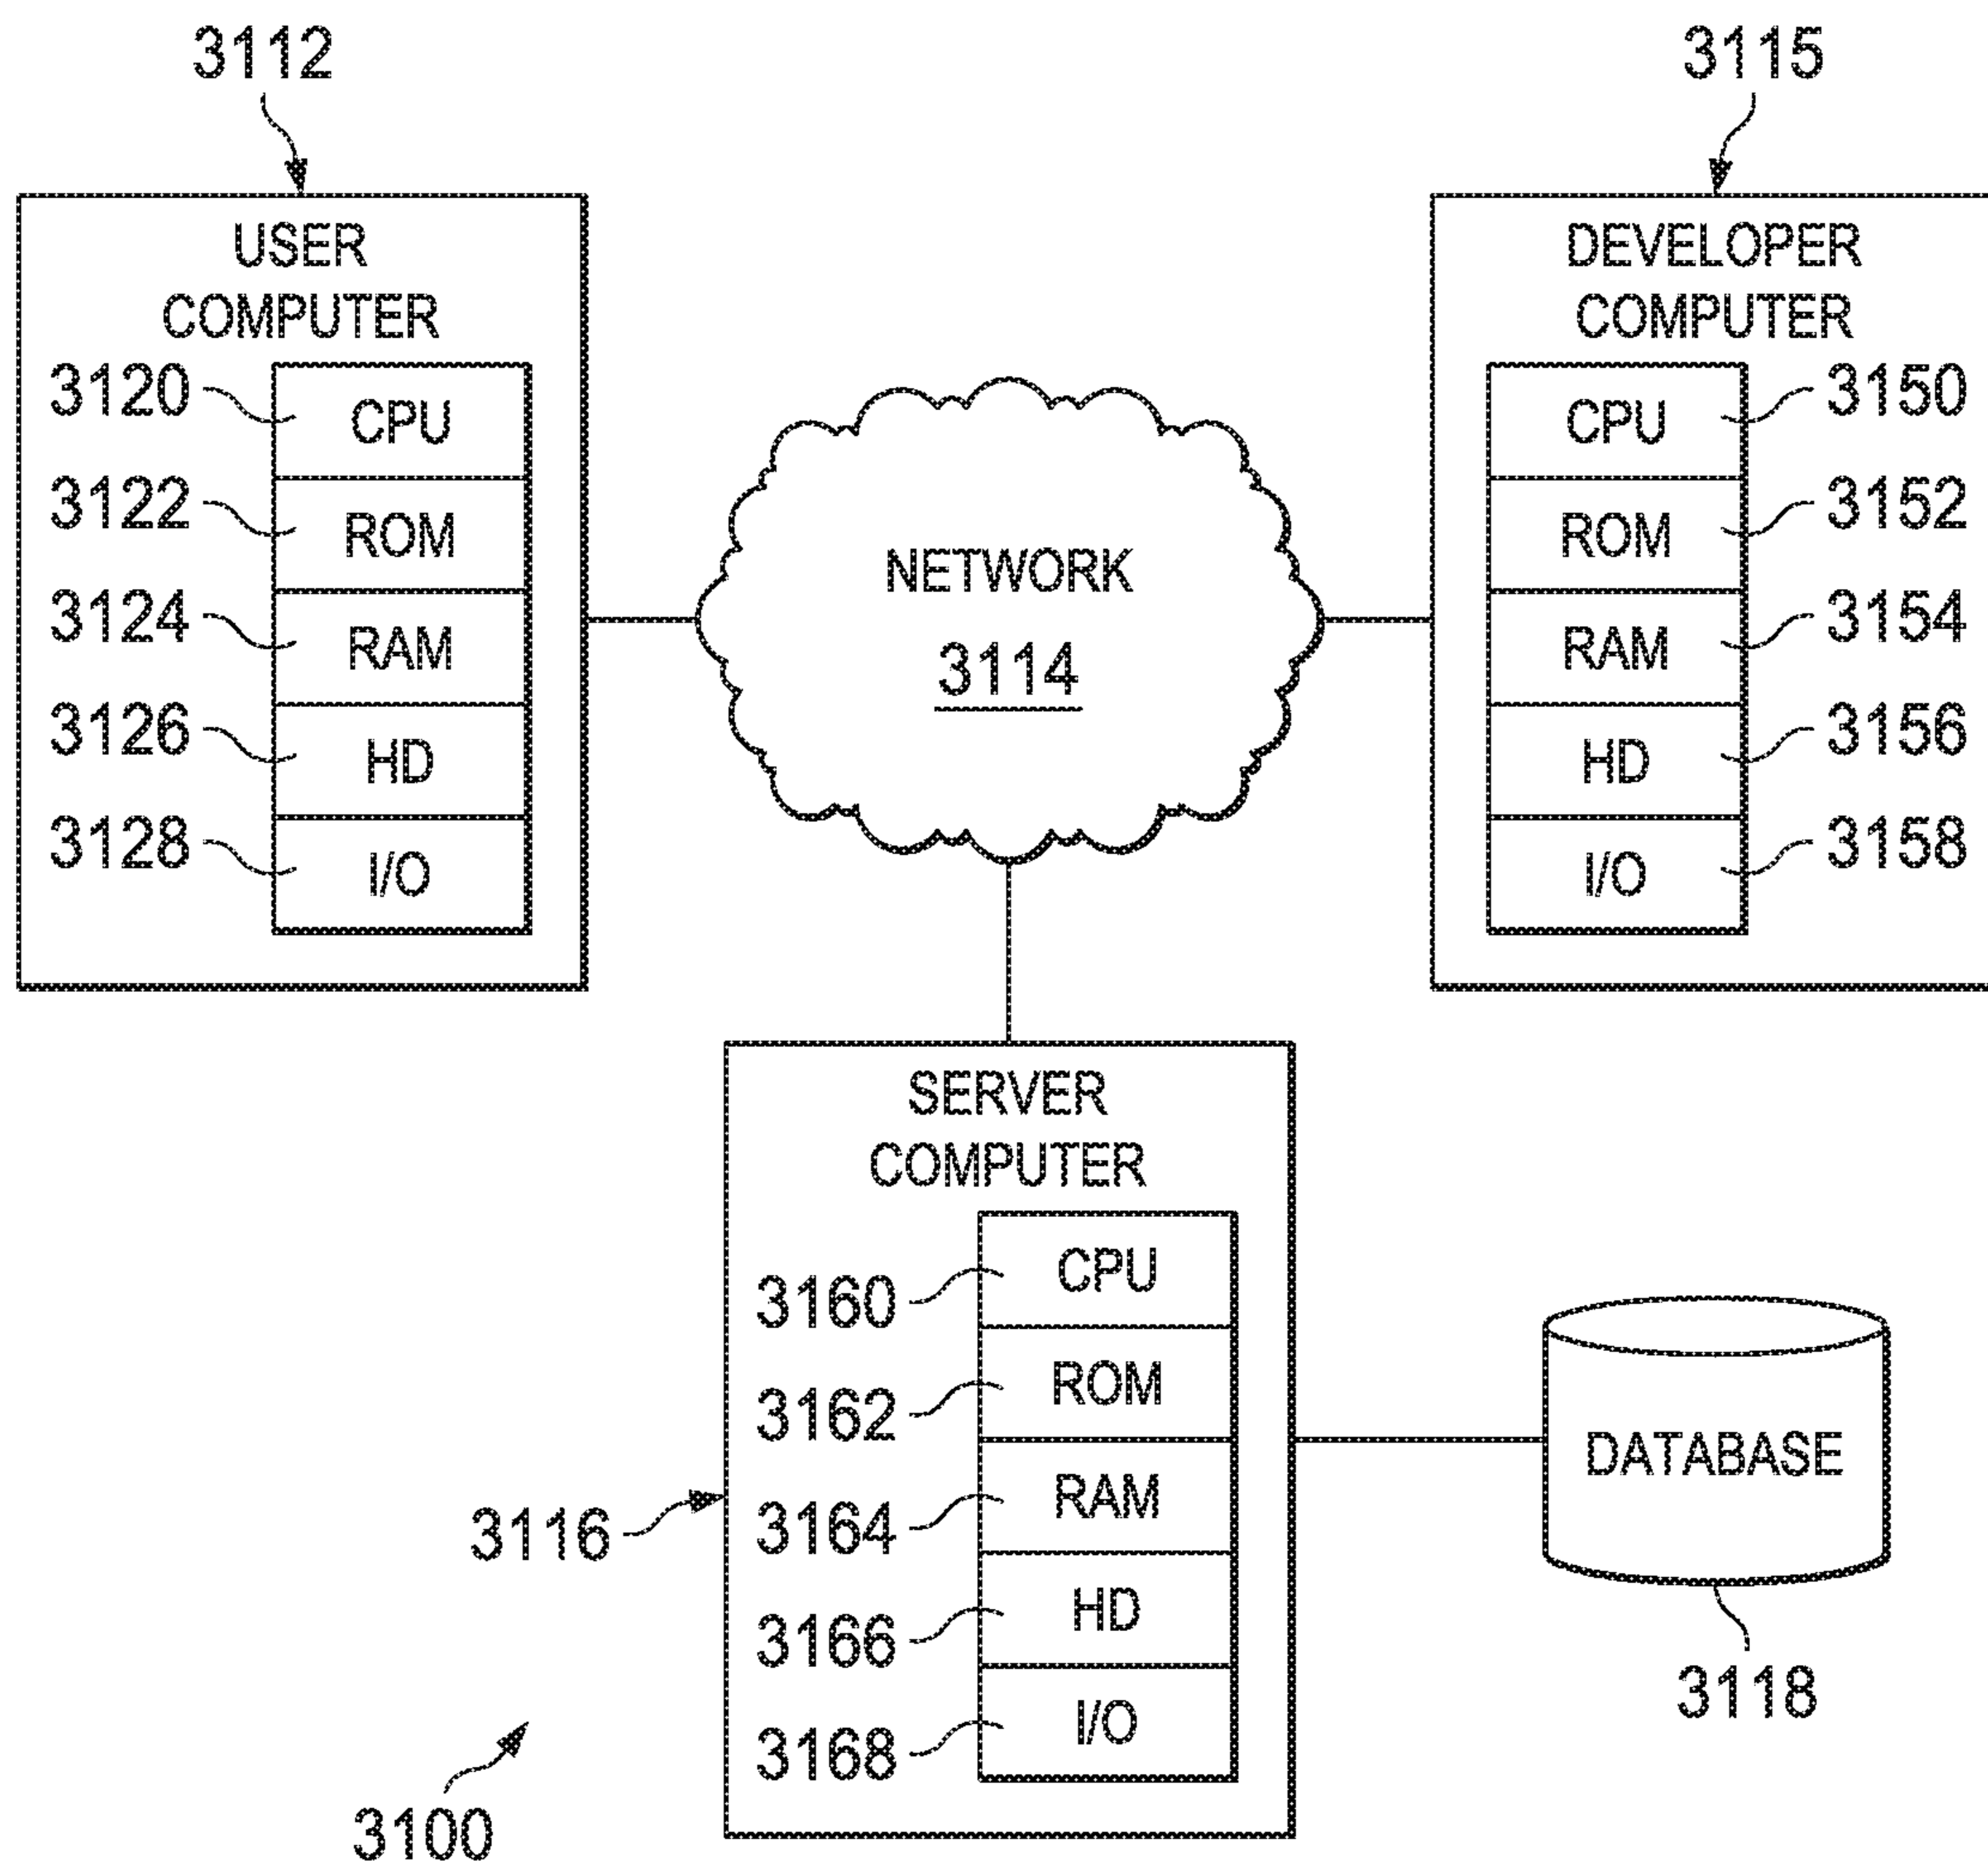 3112
3115
USER
COMPUTER
3120
CPU
3122
ROM
3124
RAM
3126
HD
3128
I/O
NETWORK
3114
DEVELOPER
COMPUTER
CPU
3150
ROM
3152
RAM
3154
HD
3156
I/O
3158
SERVER
COMPUTER
3160
CPU
3162
ROM
3164
RAM
3166
HD
3168
I/O
3116
DATABASE
3118
3100